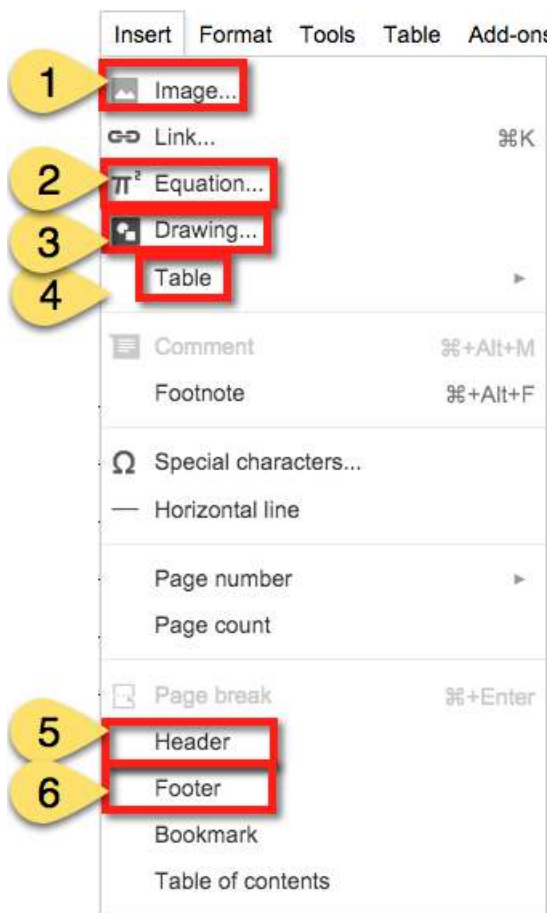 Insert Format Tools Table Add-ons
1 Image...
Link... ⌘K
2 π² Equation...
3 Drawing...
4 Table ►
Comment ⌘+Alt+M
Footnote ⌘+Alt+F
Ω Special characters...
Horizontal line
Page number ►
Page count
Page break ⌘+Enter
5 Header
6 Footer
Bookmark
Table of contents